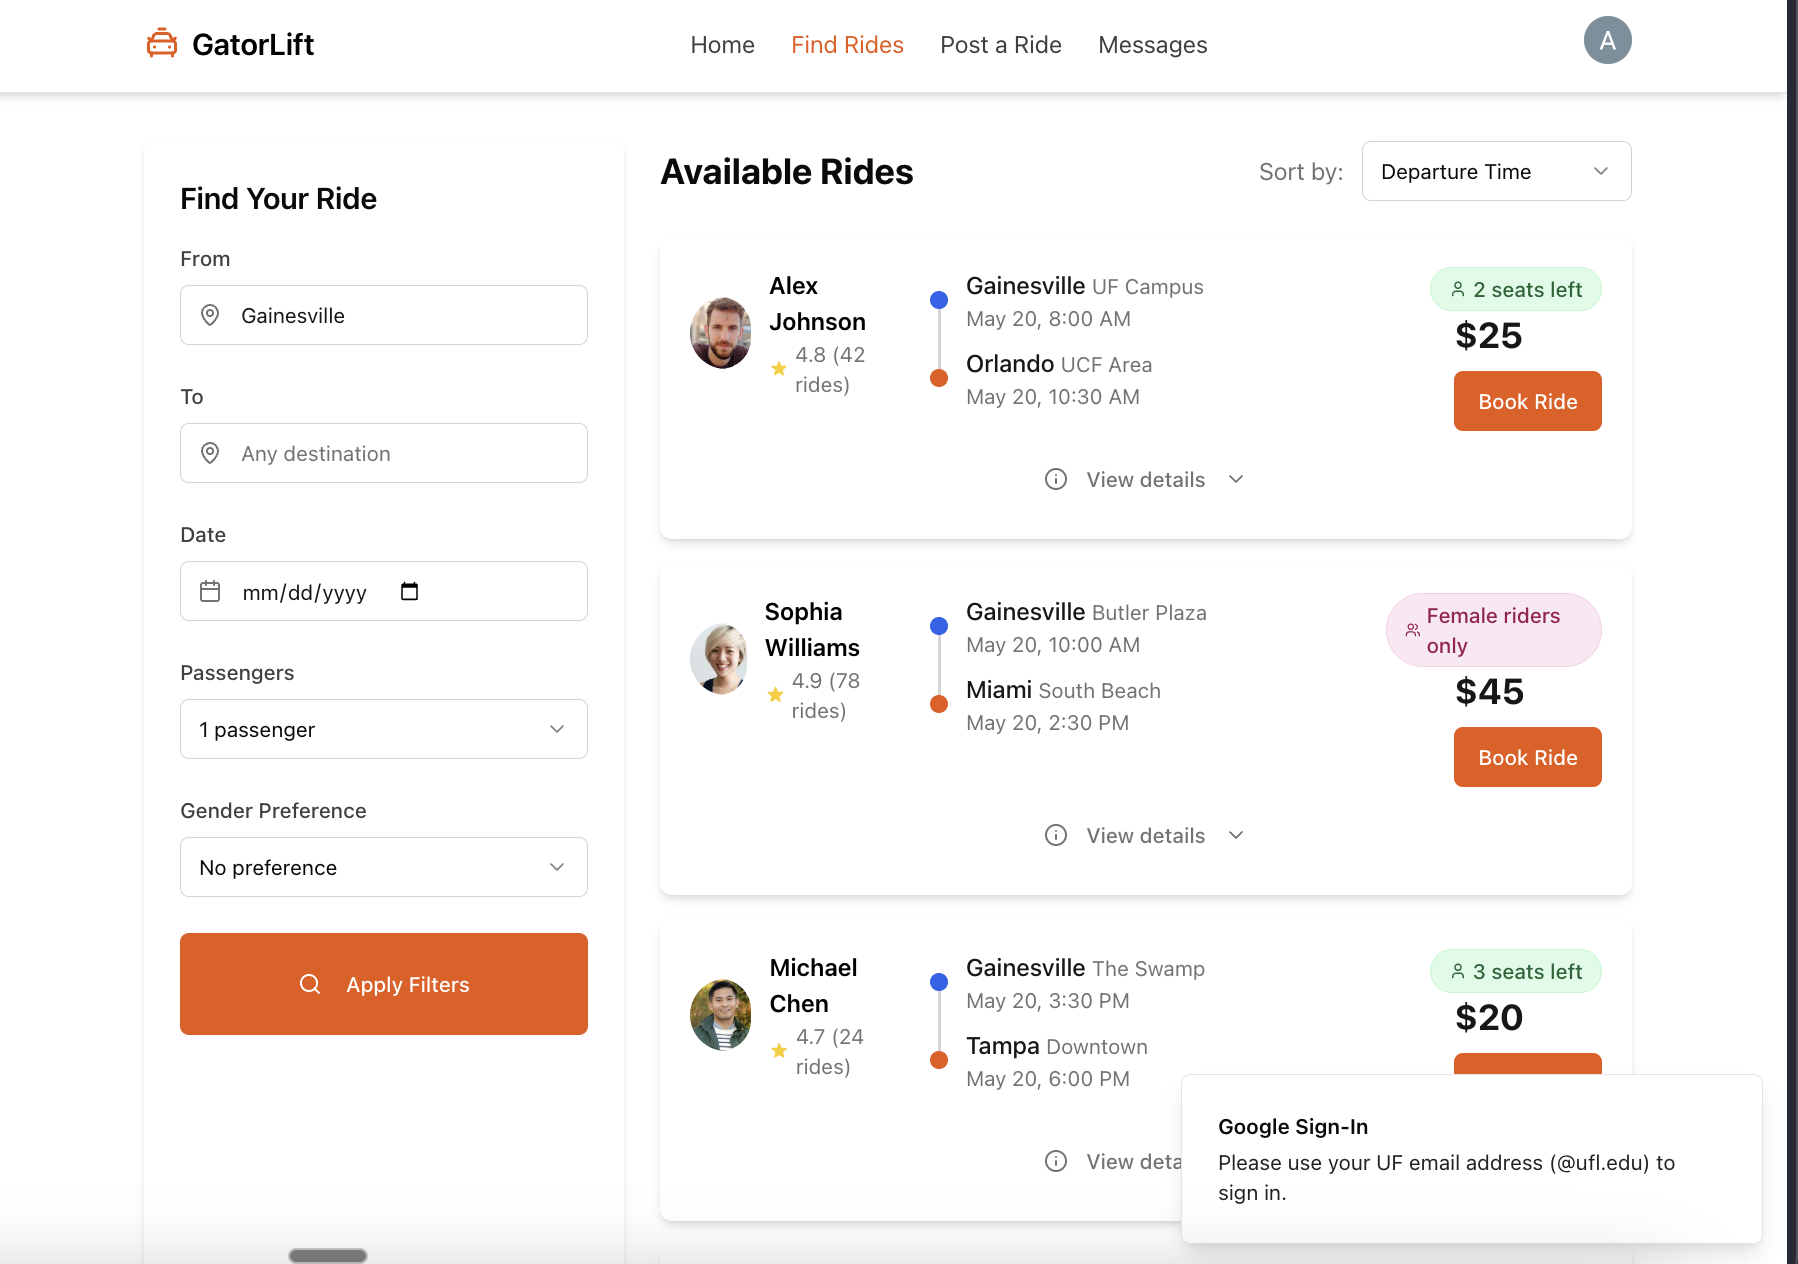 GatorLift
Home
Find Rides
Post a Ride
Messages
A
Find Your Ride
From
Gainesville
To
Any destination
Date
mm/dd/yyyy
Passengers
1 passenger
Gender Preference
No preference
Apply Filters
Available Rides
Sort by:
Departure Time
Alex
Johnson
4.8 (42
rides)
Gainesville UF Campus
May 20, 8:00 AM
Orlando UCF Area
May 20, 10:30 AM
2 seats left
$25
Book Ride
View details
Sophia
Williams
4.9 (78
rides)
Gainesville Butler Plaza
May 20, 10:00 AM
Miami South Beach
May 20, 2:30 PM
Female riders
only
$45
Book Ride
View details
Michael
Chen
4.7 (24
rides)
Gainesville The Swamp
May 20, 3:30 PM
Tampa Downtown
May 20, 6:00 PM
3 seats left
$20
View deta
Google Sign-In
Please use your UF email address (@ufl.edu) to
sign in.